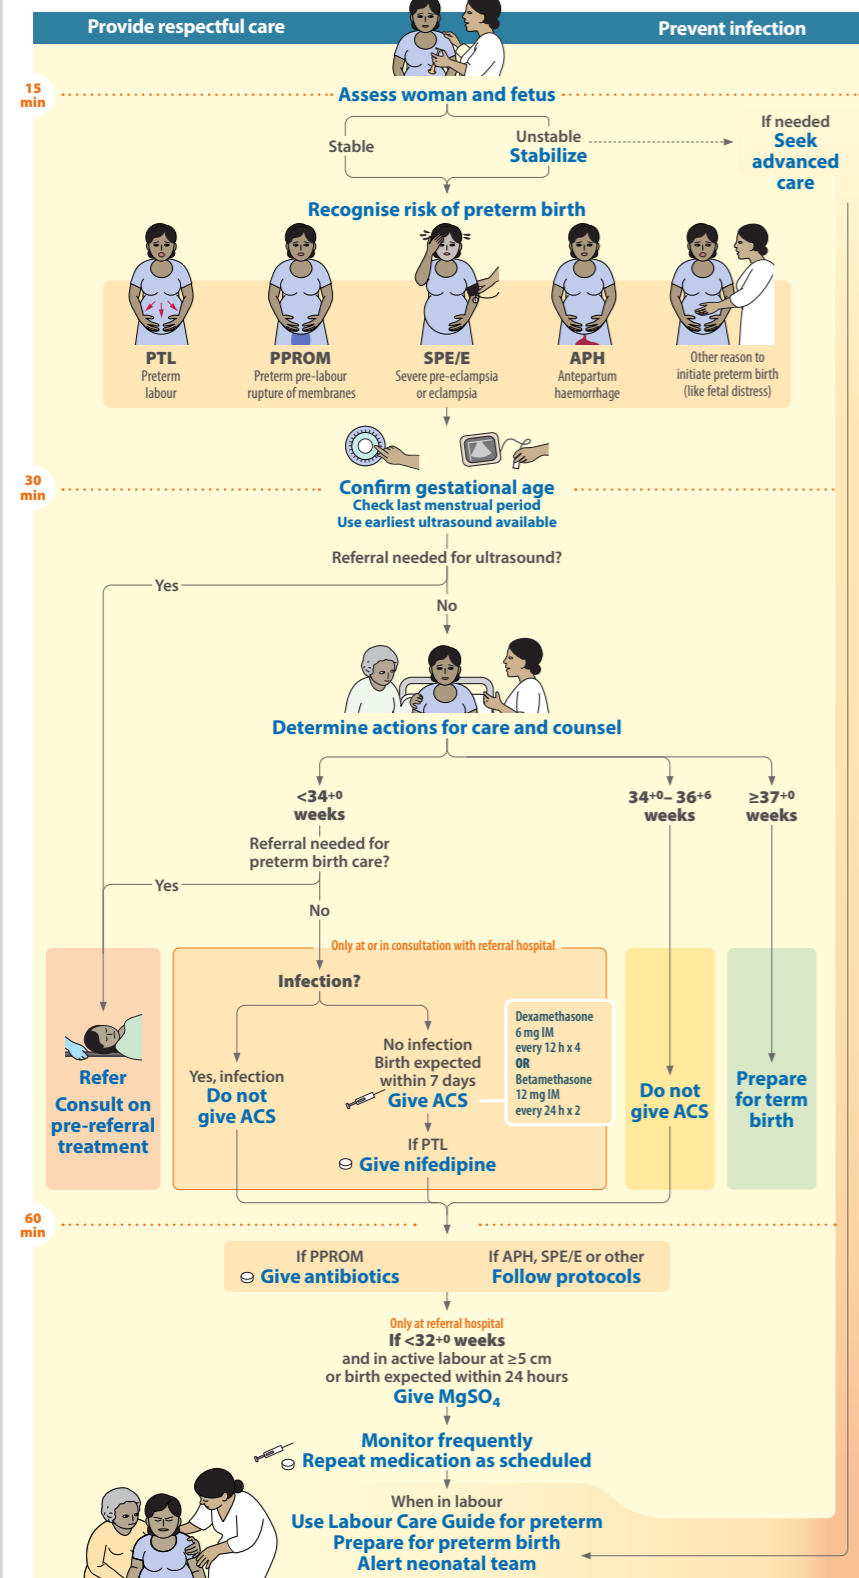 Provide respectful care
Prevent infection
15
min
Assess woman and fetus
Stable
Unstable
Stabilize
If needed
Seek
advanced
care
Recognise risk of preterm birth
PTL
Preterm
labour
PPROM
Preterm pre-labour
rupture of membranes
SPE/E
Severe pre-eclampsia
or eclampsia
APH
Antepartum
haemorrhage
Other reason to
initiate preterm birth
(like fetal distress)
30
min
Confirm gestational age
Check last menstrual period
Use earliest ultrasound available
Referral needed for ultrasound?
Yes
No
Determine actions for care and counsel
<34+0
weeks
34+0– 36+6
weeks
≥37+0
weeks
Referral needed for
preterm birth care?
Yes
No
Only at or in consultation with referral hospital
Infection?
Yes, infection
Do not
give ACS
No infection
Birth expected
within 7 days
Give ACS
Dexamethasone
6 mg IM
every 12 h x 4
OR
Betamethasone
12 mg IM
every 24 h x 2
If PTL
Give nifedipine
Refer
Consult on
pre-referral
treatment
Do not
give ACS
Prepare
for term
birth
60
min
If PPROM
Give antibiotics
If APH, SPE/E or other
Follow protocols
Only at referral hospital
If <32+0 weeks
and in active labour at ≥5 cm
or birth expected within 24 hours
Give MgSO4
Monitor frequently
Repeat medication as scheduled
When in labour
Use Labour Care Guide for preterm
Prepare for preterm birth
Alert neonatal team